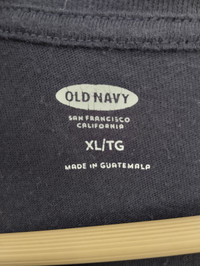 OLD NAVY
SAN FRANCISCO
CALIFORNIA
XL/TG
MADE IN GUATEMALA